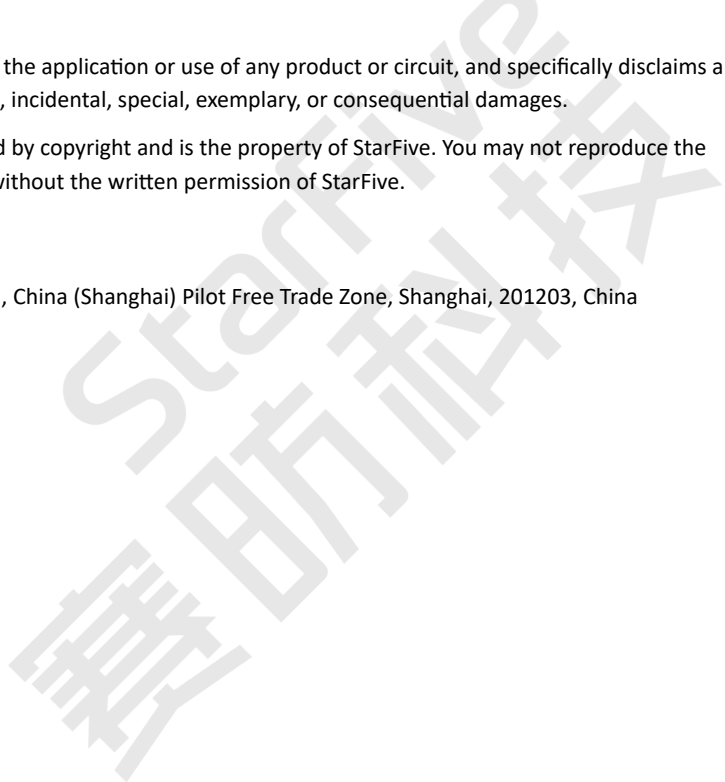 the application or use of any product or circuit, and specifically disclaims a
, incidental, special, exemplary, or consequential damages.
d by copyright and is the property of StarFive. You may not reproduce the
without the written permission of StarFive.
, China (Shanghai) Pilot Free Trade Zone, Shanghai, 201203, China
StarFive
赛昉科技